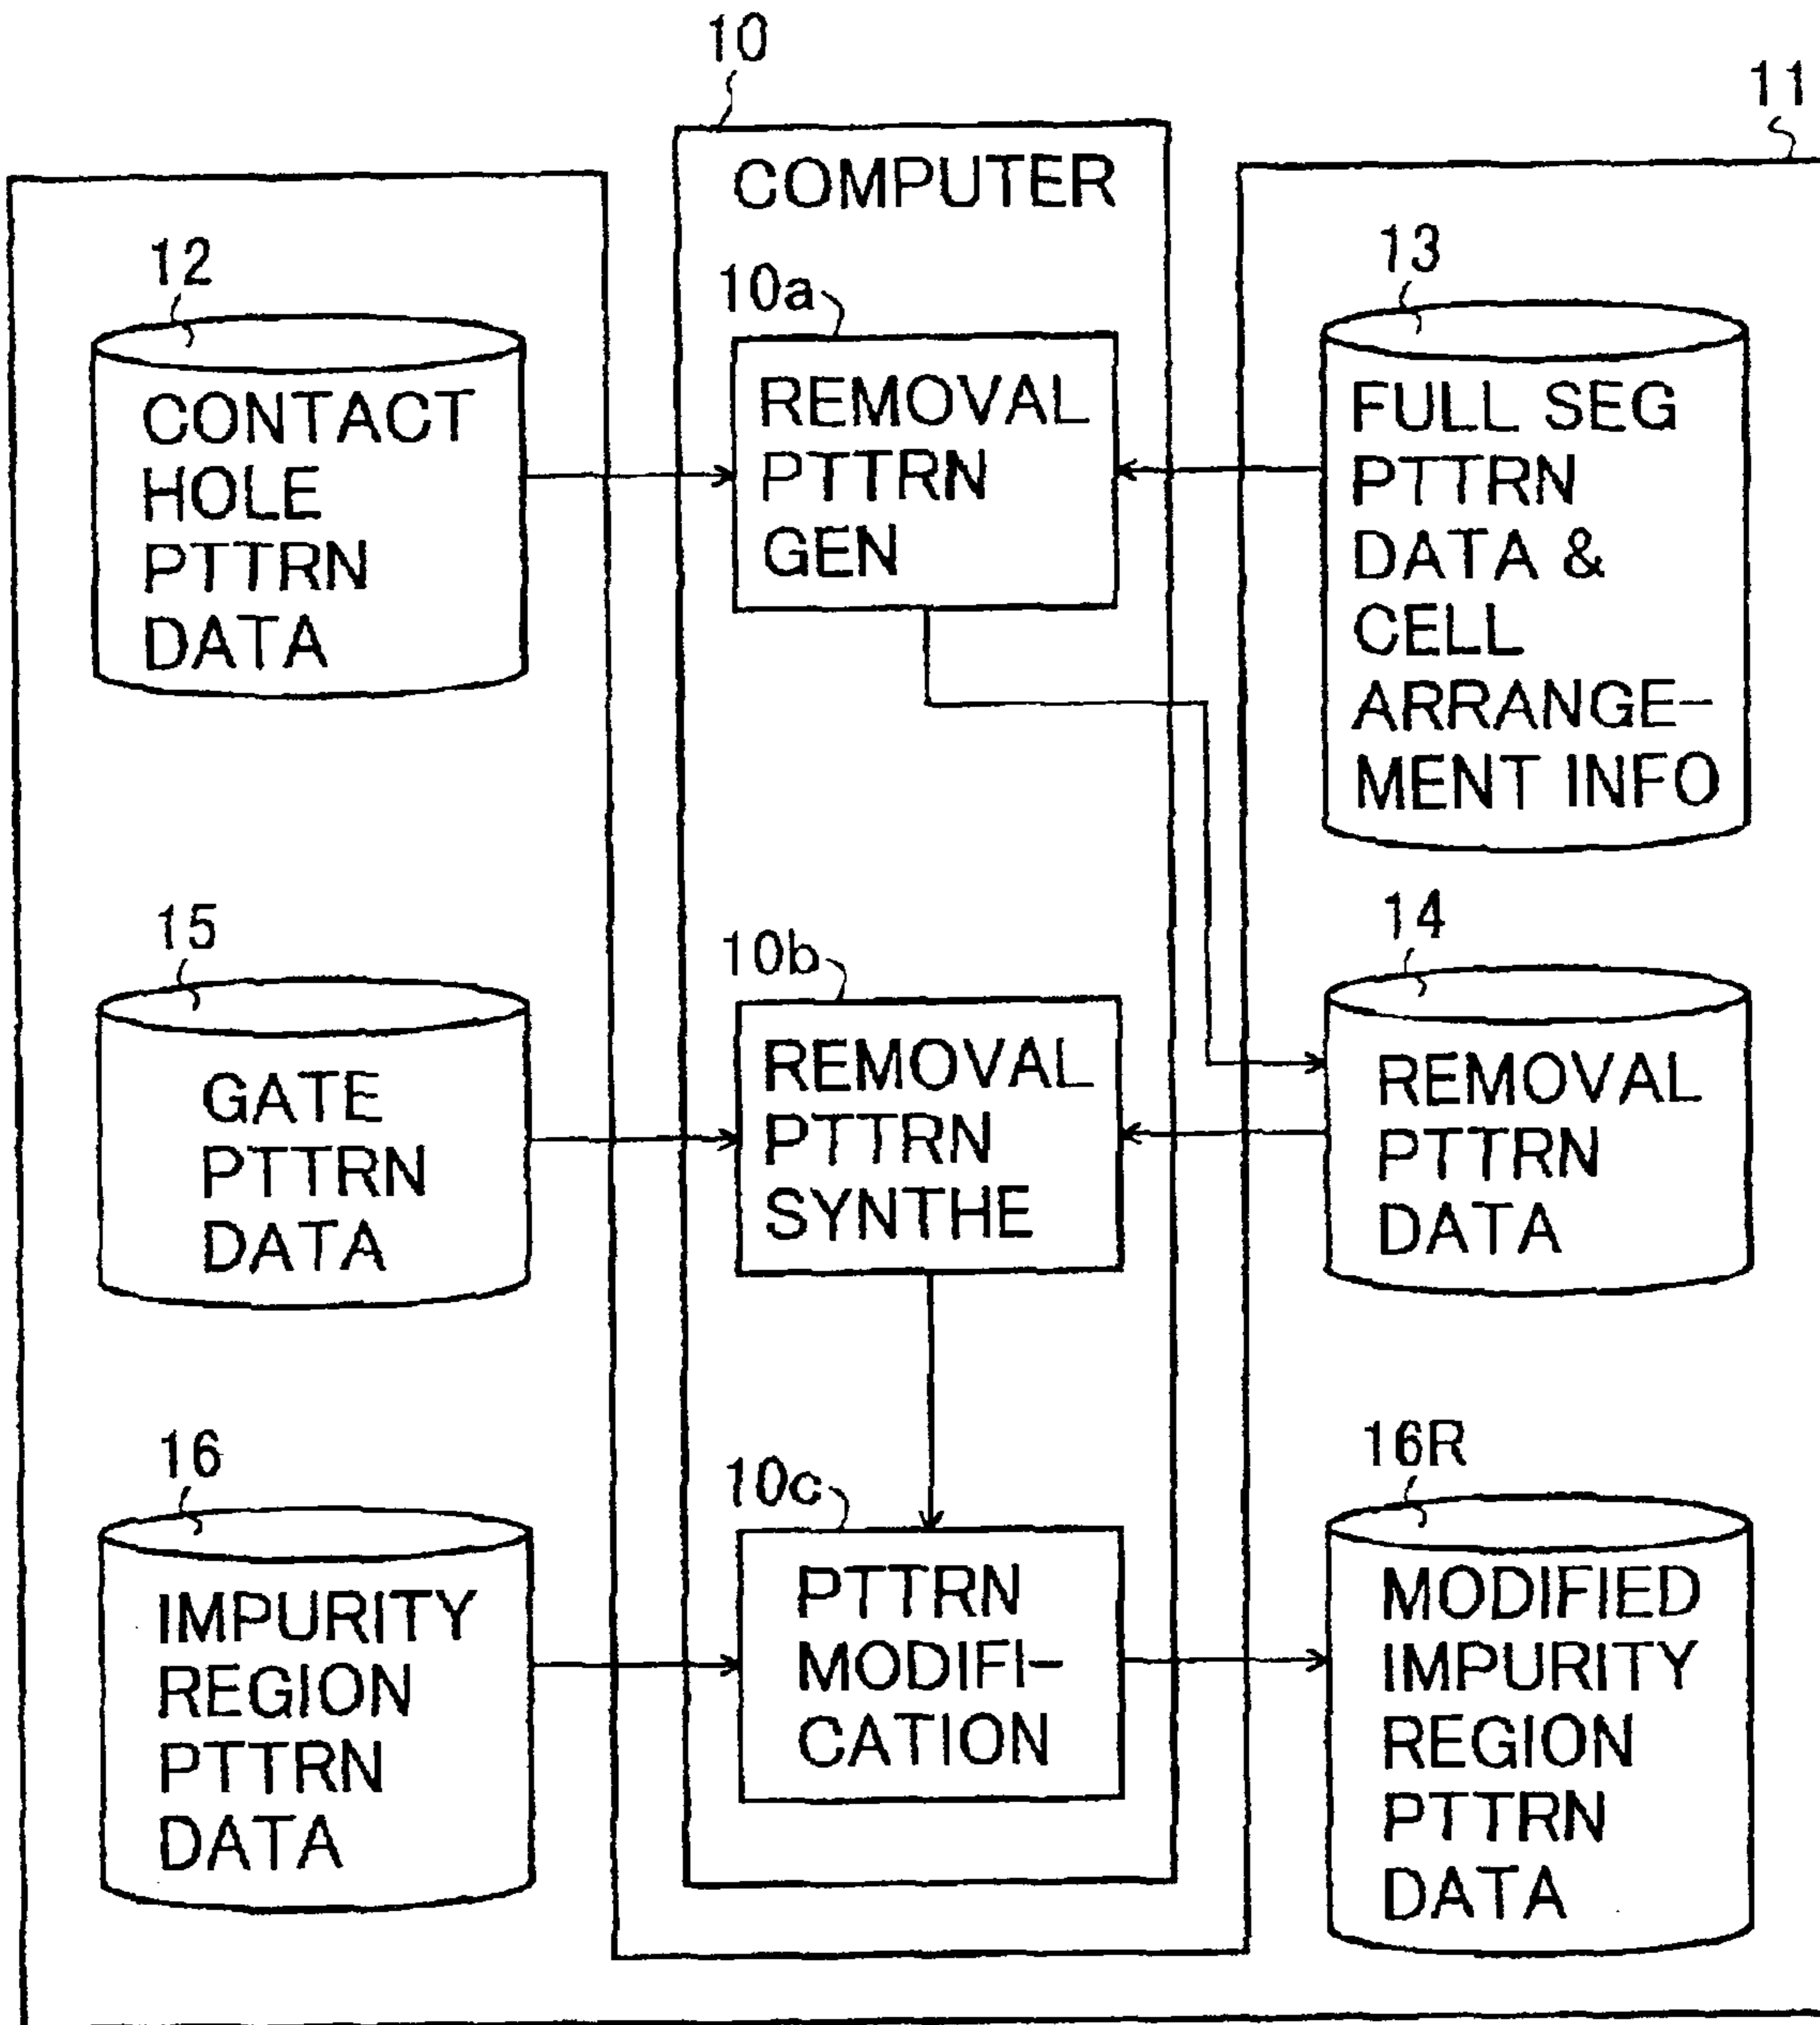 10
11
COMPUTER
12
CONTACT
HOLE
PTTRN
DATA
10a
REMOVAL
PTTRN
GEN
13
FULL SEG
PTTRN
DATA &
CELL
ARRANGE-
MENT INFO
15
GATE
PTTRN
DATA
10b
REMOVAL
PTTRN
SYNTHE
14
REMOVAL
PTTRN
DATA
16
IMPURITY
REGION
PTTRN
DATA
10c
PTTRN
MODIFI-
CATION
16R
MODIFIED
IMPURITY
REGION
PTTRN
DATA